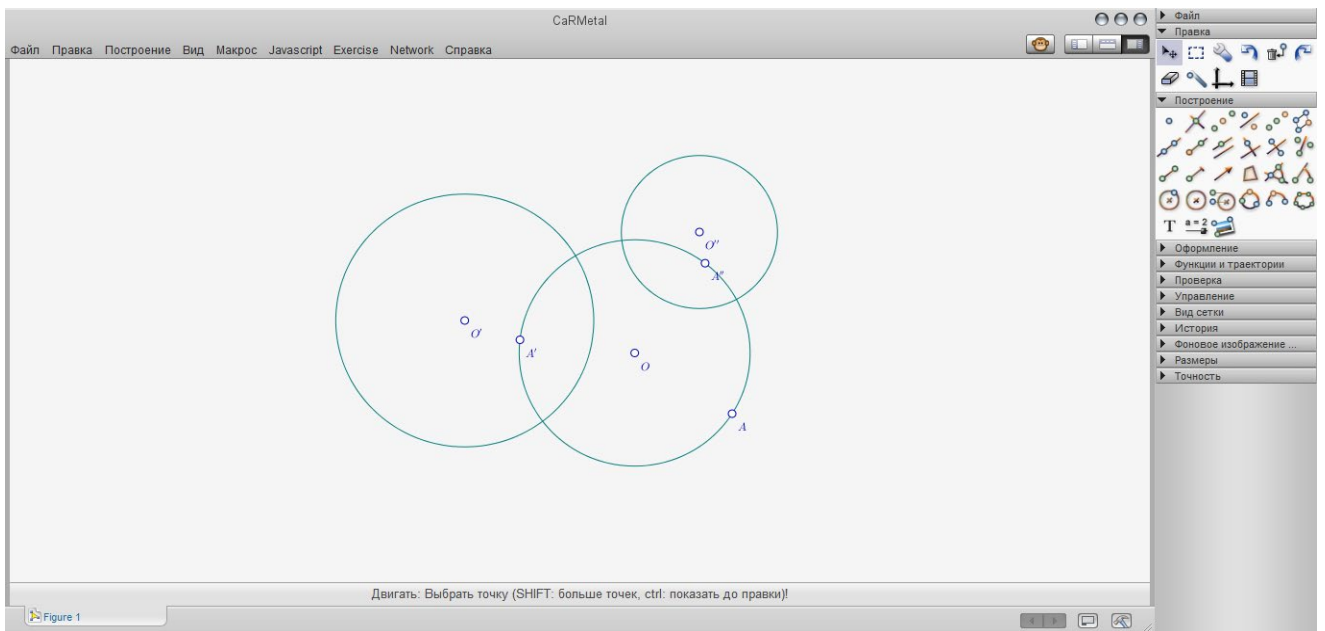 CaRMetal
Файл Правка Построение Вид Макрос Javascript Exercise Network Справка
O''
A''
O'
A'
O
A
Двигать: Выбрать точку (SHIFT: больше точек, ctrl: показать до правки)!
Figure 1
Файл
Правка
Построение
T a = 2
Оформление
Функции и траектории
Проверка
Управление
Вид сетки
История
Фоновое изображение ...
Размеры
Точность